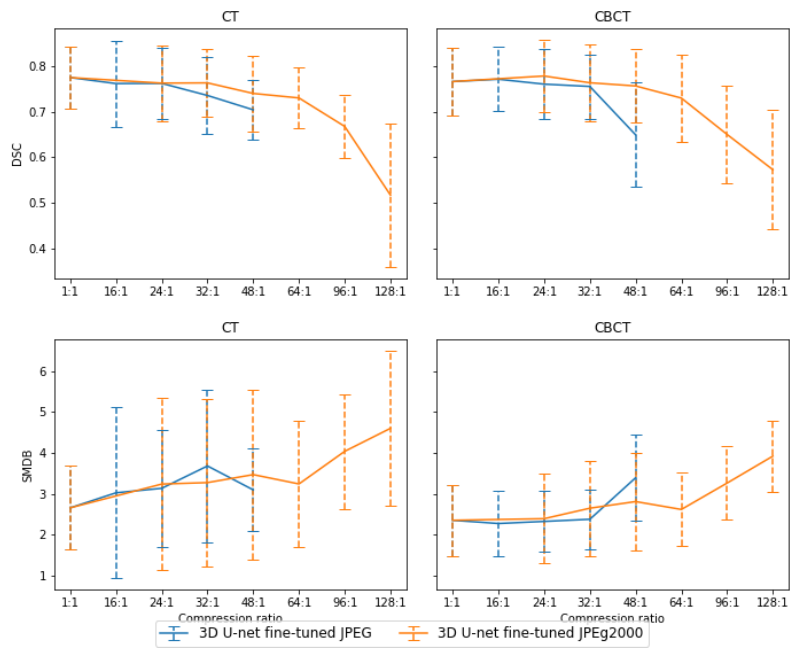 CT CBCT
0.8
0.7
0.6
0.5
0.4
DSC
1:1 16:1 24:1 32:1 48:1 64:1 96:1 128:1 1:1 16:1 24:1 32:1 48:1 64:1 96:1 128:1
CT CBCT
6
5
4
3
2
1
SMDB
1:1 16:1 24:1 32:1 48:1 64:1 96:1 128:1 1:1 16:1 24:1 32:1 48:1 64:1 96:1 128:1
Compression ratio Compression ratio
3D U-net fine-tuned JPEG 3D U-net fine-tuned JPEg2000